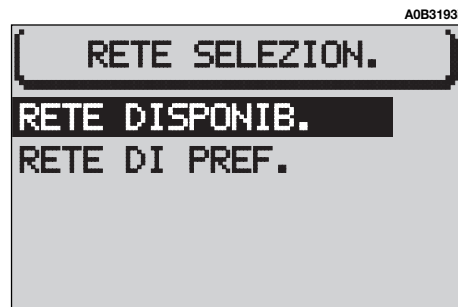 A0B3193
RETE SELEZION.
RETE DISPONIB.
RETE DI PREF.